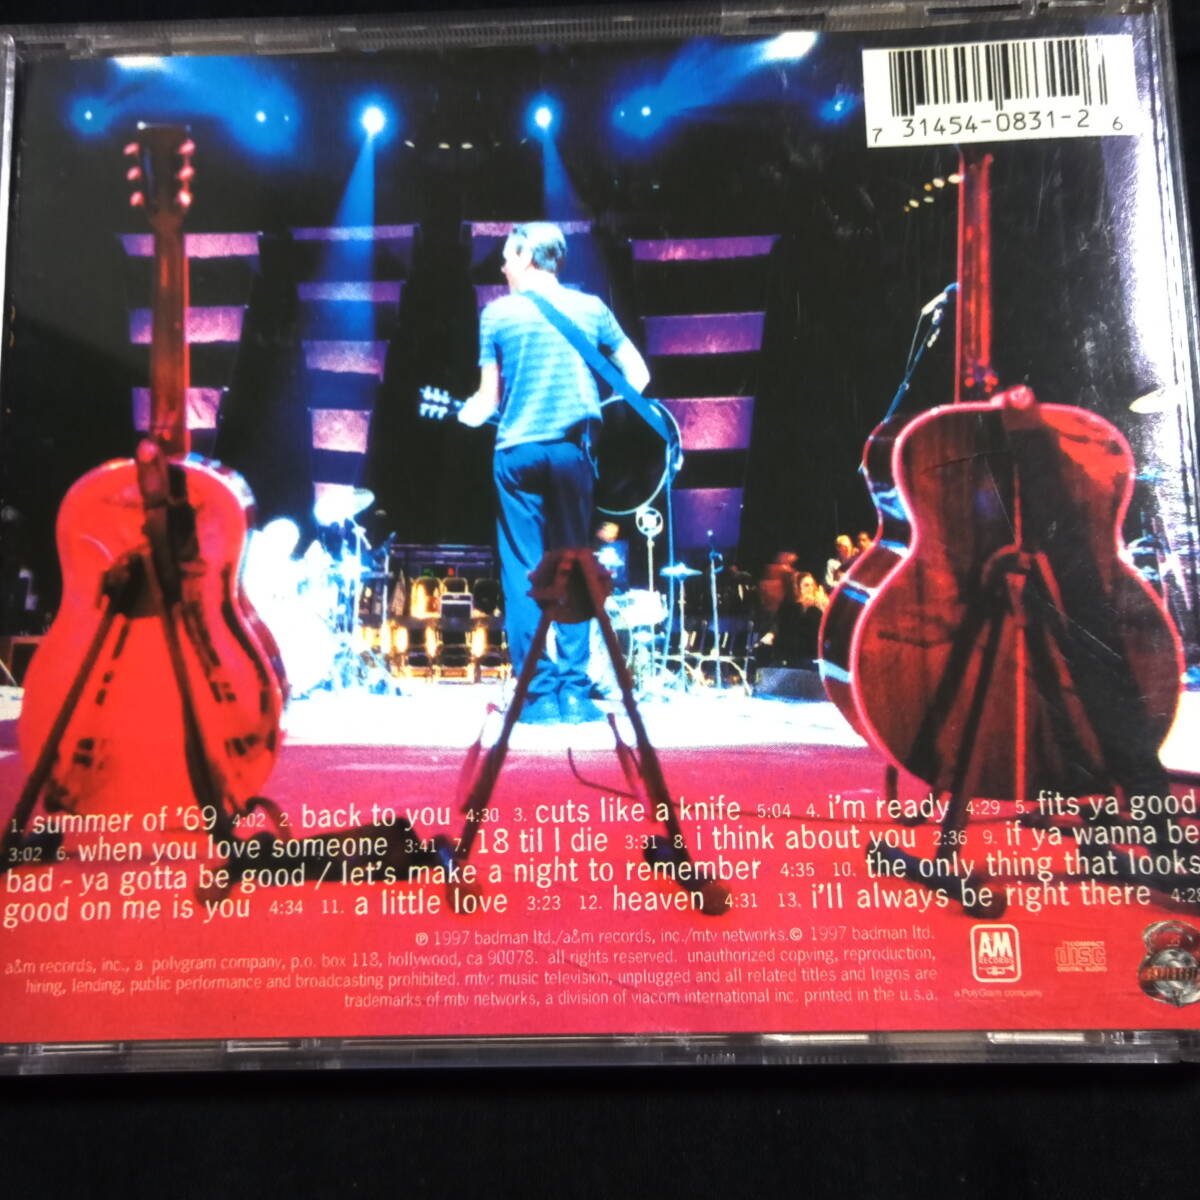 7 31454-0831-2 6
1. summer of '69 4:02 2. back to you 4:30 3. cuts like a knife 5:04 4. i'm ready 4:29 5. fits ya good
3:02 6. when you love someone 3:41 7. 18 til I die 3:31 8. i think about you 2:36 9. if ya wanna be
bad - ya gotta be good / let's make a night to remember 4:35 10. the only thing that looks
good on me is you 4:34 11. a little love 3:23 12. heaven 4:31 13. i'll always be right there 4:28
℗ 1997 badman ltd./a&m records, inc./mtv networks.© 1997 badman ltd.
a&m records, inc., a polygram company, p.o. box 118, hollywood, ca 90078. all rights reserved. unauthorized copying, reproduction,
hiring, lending, public performance and broadcasting prohibited. mtv: music television, unplugged and all related titles and logos are
trademarks of mtv networks, a division of viacom international inc. printed in the u.s.a.
AM
RECORDS
a PolyGram company
COMPACT
disc
DIGITAL AUDIO